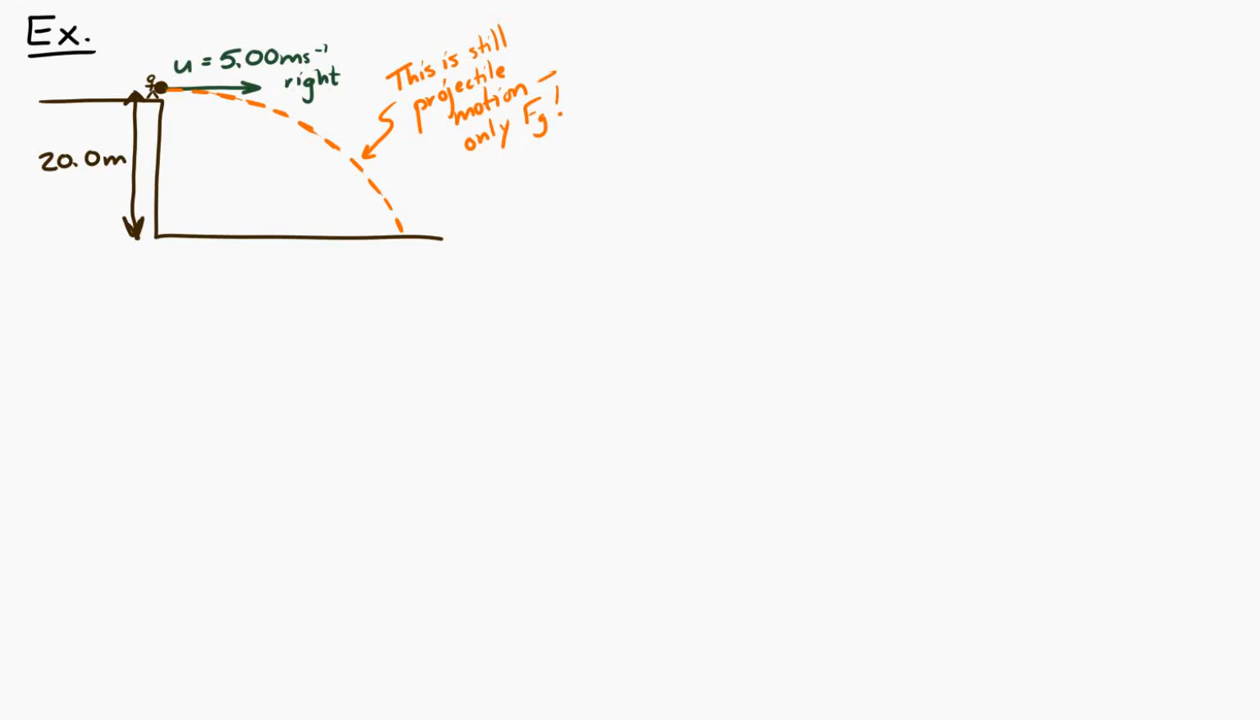 Ex.
u = 5.00ms⁻¹
right
20.0m
This is still
projectile
motion –
only Fg!